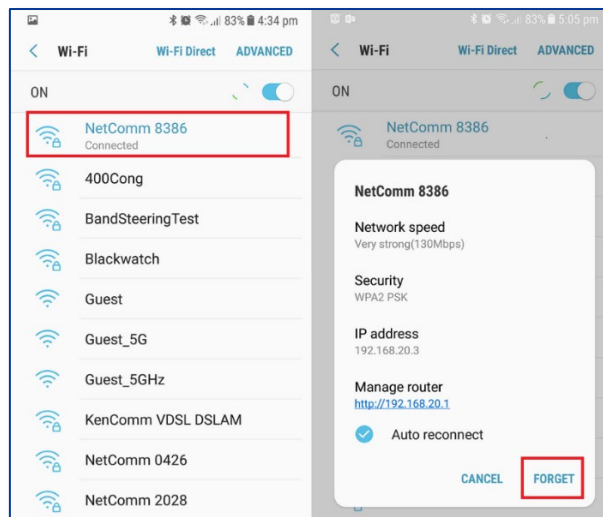 83% 4:34 pm
Wi-Fi Wi-Fi Direct ADVANCED
ON
NetComm 8386
Connected
400Cong
BandSteeringTest
Blackwatch
Guest
Guest_5G
Guest_5GHz
KenComm VDSL DSLAM
NetComm 0426
NetComm 2028
83% 5:05 pm
Wi-Fi Wi-Fi Direct ADVANCED
ON
NetComm 8386
Connected
NetComm 8386
Network speed
Very strong(130Mbps)
Security
WPA2 PSK
IP address
192.168.20.3
Manage router
http://192.168.20.1
Auto reconnect
CANCEL FORGET